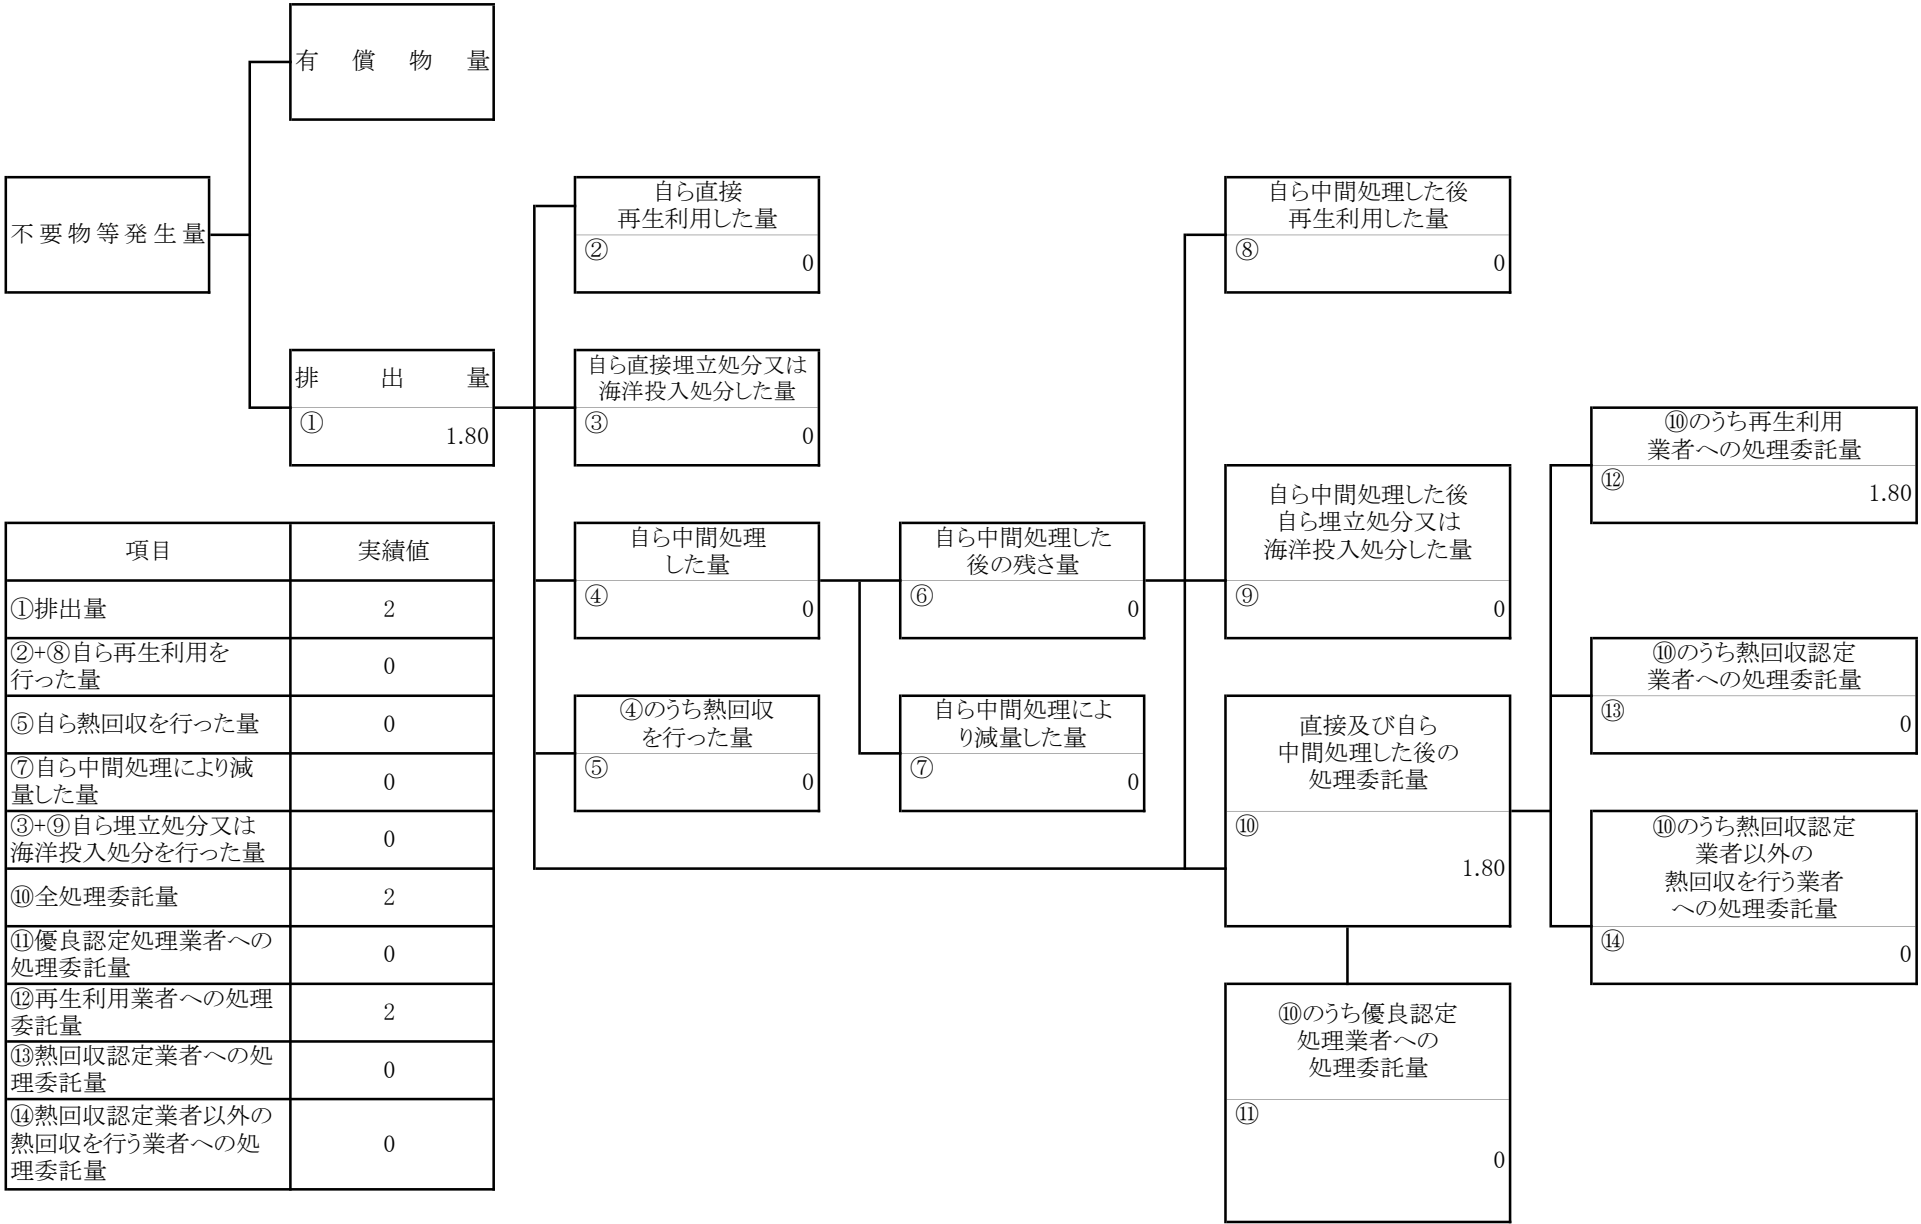 有償物量
不要物等発生量
排出量
①
1.80
自ら直接
再生利用した量
②
0
自ら直接埋立処分又は
海洋投入処分した量
③
0
自ら中間処理
した量
④
0
④のうち熱回収
を行った量
⑤
0
自ら中間処理した
後の残さ量
⑥
0
自ら中間処理によ
り減量した量
⑦
0
自ら中間処理した後
再生利用した量
⑧
0
自ら中間処理した後
自ら埋立処分又は
海洋投入処分した量
⑨
0
直接及び自ら
中間処理した後の
処理委託量
⑩
1.80
⑩のうち優良認定
処理業者への
処理委託量
⑪
0
⑩のうち再生利用
業者への処理委託量
⑫
1.80
⑩のうち熱回収認定
業者への処理委託量
⑬
0
⑩のうち熱回収認定
業者以外の
熱回収を行う業者
への処理委託量
⑭
0
項目 実績値
①排出量 2
②+⑧自ら再生利用を
行った量
0
⑤自ら熱回収を行った量 0
⑦自ら中間処理により減
量した量
0
③+⑨自ら埋立処分又は
海洋投入処分を行った量
0
⑩全処理委託量 2
⑪優良認定処理業者への
処理委託量
0
⑫再生利用業者への処理
委託量
2
⑬熱回収認定業者への処
理委託量
0
⑭熱回収認定業者以外の
熱回収を行う業者への処
理委託量
0